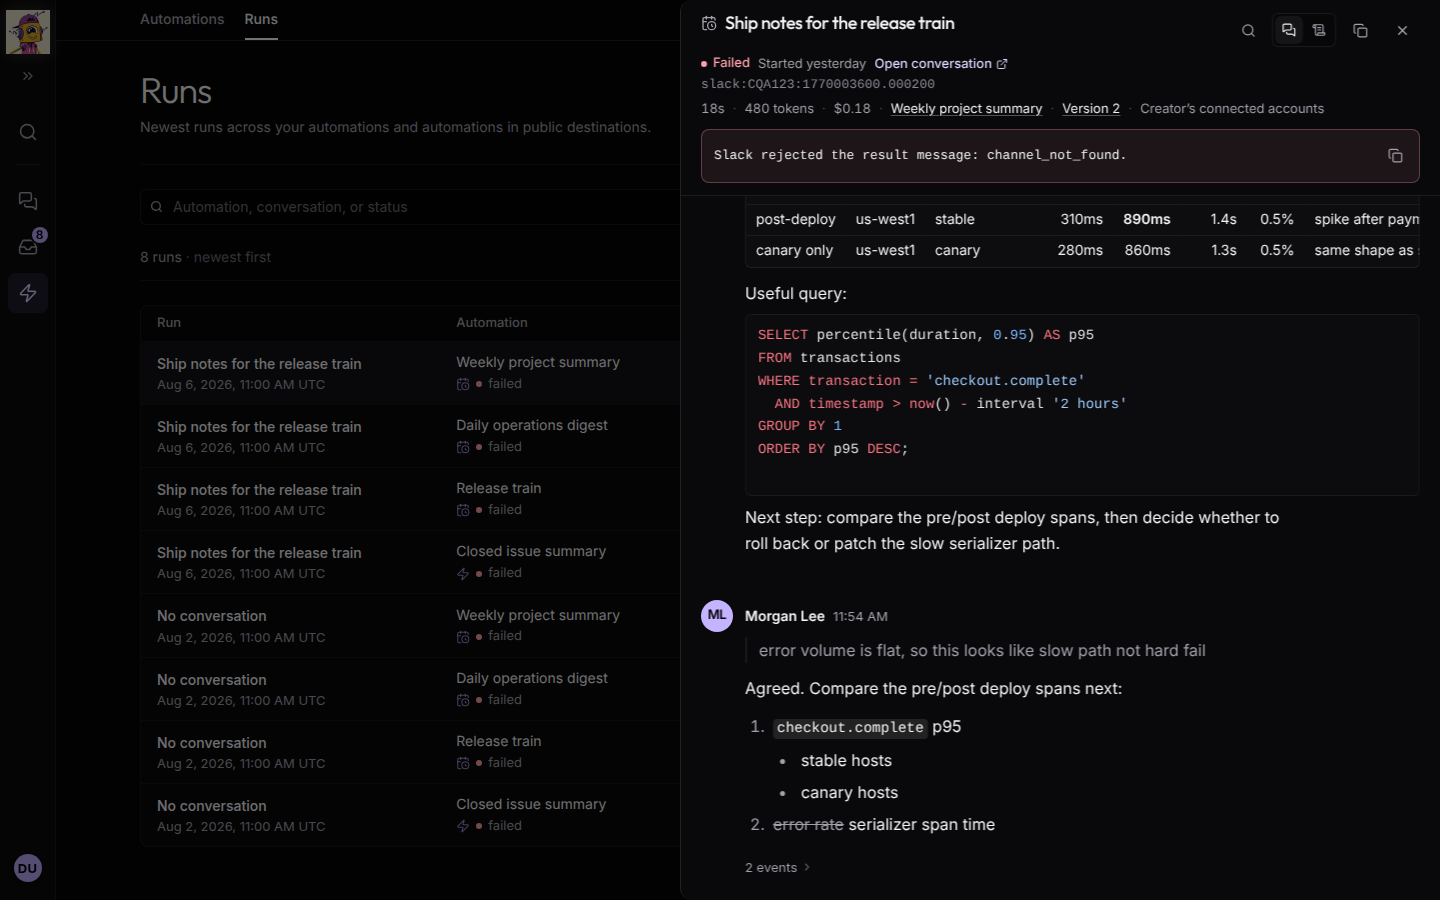 Automations
Runs
8
DU
Runs
Newest runs across your automations and automations in public destinations.
Automation, conversation, or status
8 runs · newest first
Run
Automation
Ship notes for the release train
Aug 6, 2026, 11:00 AM UTC
Weekly project summary
failed
Ship notes for the release train
Aug 6, 2026, 11:00 AM UTC
Daily operations digest
failed
Ship notes for the release train
Aug 6, 2026, 11:00 AM UTC
Release train
failed
Ship notes for the release train
Aug 6, 2026, 11:00 AM UTC
Closed issue summary
failed
No conversation
Aug 2, 2026, 11:00 AM UTC
Weekly project summary
failed
No conversation
Aug 2, 2026, 11:00 AM UTC
Daily operations digest
failed
No conversation
Aug 2, 2026, 11:00 AM UTC
Release train
failed
No conversation
Aug 2, 2026, 11:00 AM UTC
Closed issue summary
failed
Ship notes for the release train
Failed Started yesterday Open conversation
slack:CQA123:1770003600.000200
18s · 480 tokens · $0.18 · Weekly project summary · Version 2 · Creator's connected accounts
Slack rejected the result message: channel_not_found.
post-deploy us-west1 stable 310ms 890ms 1.4s 0.5% spike after paym
canary only us-west1 canary 280ms 860ms 1.3s 0.5% same shape as
Useful query:
SELECT percentile(duration, 0.95) AS p95
FROM transactions
WHERE transaction = 'checkout.complete'
AND timestamp > now() - interval '2 hours'
GROUP BY 1
ORDER BY p95 DESC;
Next step: compare the pre/post deploy spans, then decide whether to
roll back or patch the slow serializer path.
ML
Morgan Lee 11:54 AM
error volume is flat, so this looks like slow path not hard fail
Agreed. Compare the pre/post deploy spans next:
1. checkout.complete p95
• stable hosts
• canary hosts
2. error rate serializer span time
2 events